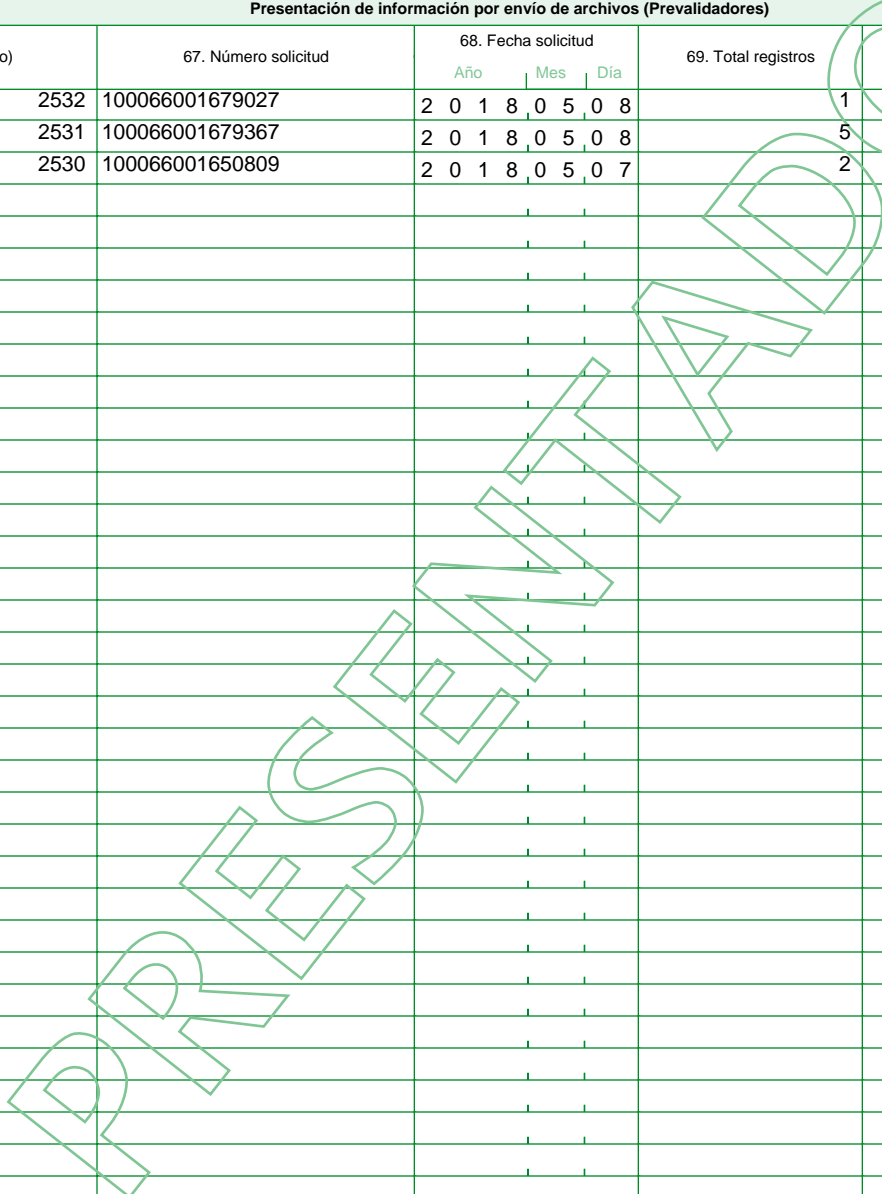 Presentación de información por envío de archivos (Prevalidadores)
o) 67. Número solicitud 68. Fecha solicitud 69. Total registros
Año Mes Día
2532 100066001679027 2 0 1 8 0 5 0 8 1
2531 100066001679367 2 0 1 8 0 5 0 8 5
2530 100066001650809 2 0 1 8 0 5 0 7 2
PRESENTADO